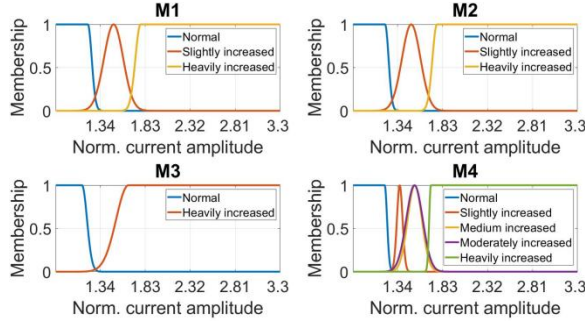 M1
Membership
1
0.5
0
Normal
Slightly increased
Heavily increased
1.34 1.83 2.32 2.81 3.3
Norm. current amplitude
M2
Membership
1
0.5
0
Normal
Slightly increased
Heavily increased
1.34 1.83 2.32 2.81 3.3
Norm. current amplitude
M3
Membership
1
0.5
0
Normal
Heavily increased
1.34 1.83 2.32 2.81 3.3
Norm. current amplitude
M4
Membership
1
0.5
0
Normal
Slightly increased
Medium increased
Moderately increased
Heavily increased
1.34 1.83 2.32 2.81 3.3
Norm. current amplitude